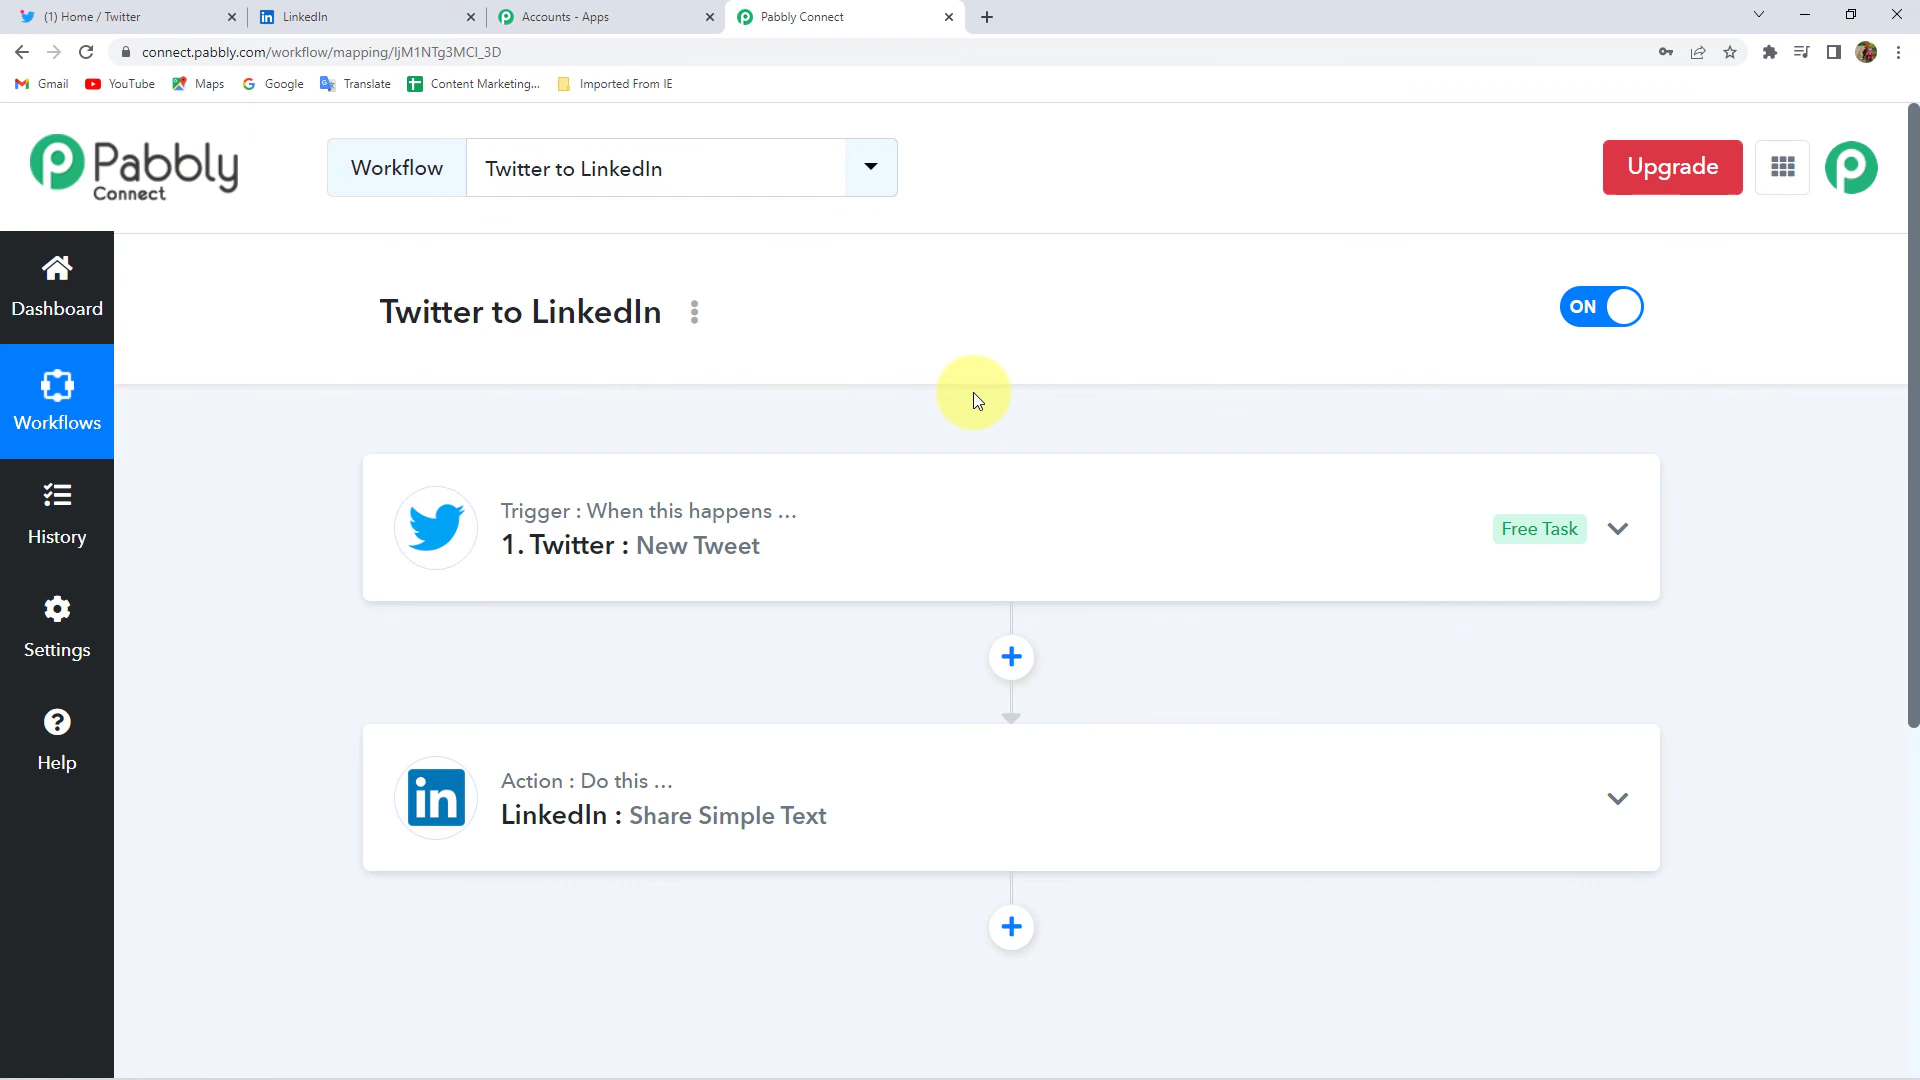 (1) Home / Twitter
LinkedIn
Accounts - Apps
Pabbly Connect
connect.pabbly.com/workflow/mapping/IjM1NTg3MCI_3D
Gmail
YouTube
Maps
Google
Translate
Content Marketing...
Imported From IE
Pabbly
Connect
Workflow
Twitter to LinkedIn
Upgrade
Dashboard
Workflows
History
Settings
Help
Twitter to LinkedIn
ON
Trigger : When this happens ...
1. Twitter : New Tweet
Free Task
Action : Do this ...
LinkedIn : Share Simple Text